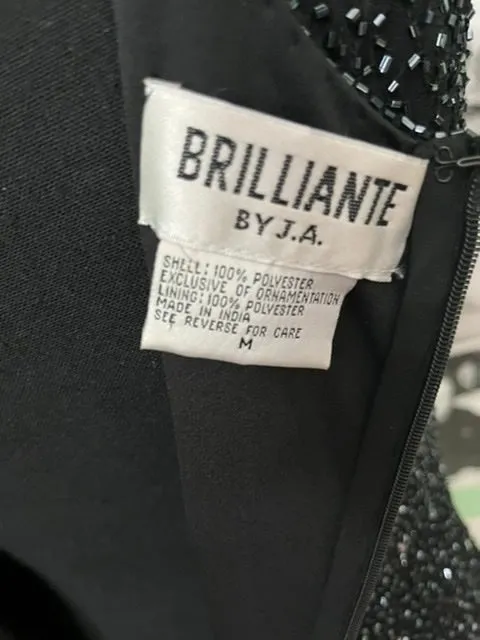 BRILLIANTE
BY J.A.
SHELL: 100% POLYESTER
EXCLUSIVE OF ORNAMENTATION
LINING: 100% POLYESTER
MADE IN INDIA
SEE REVERSE FOR CARE
M